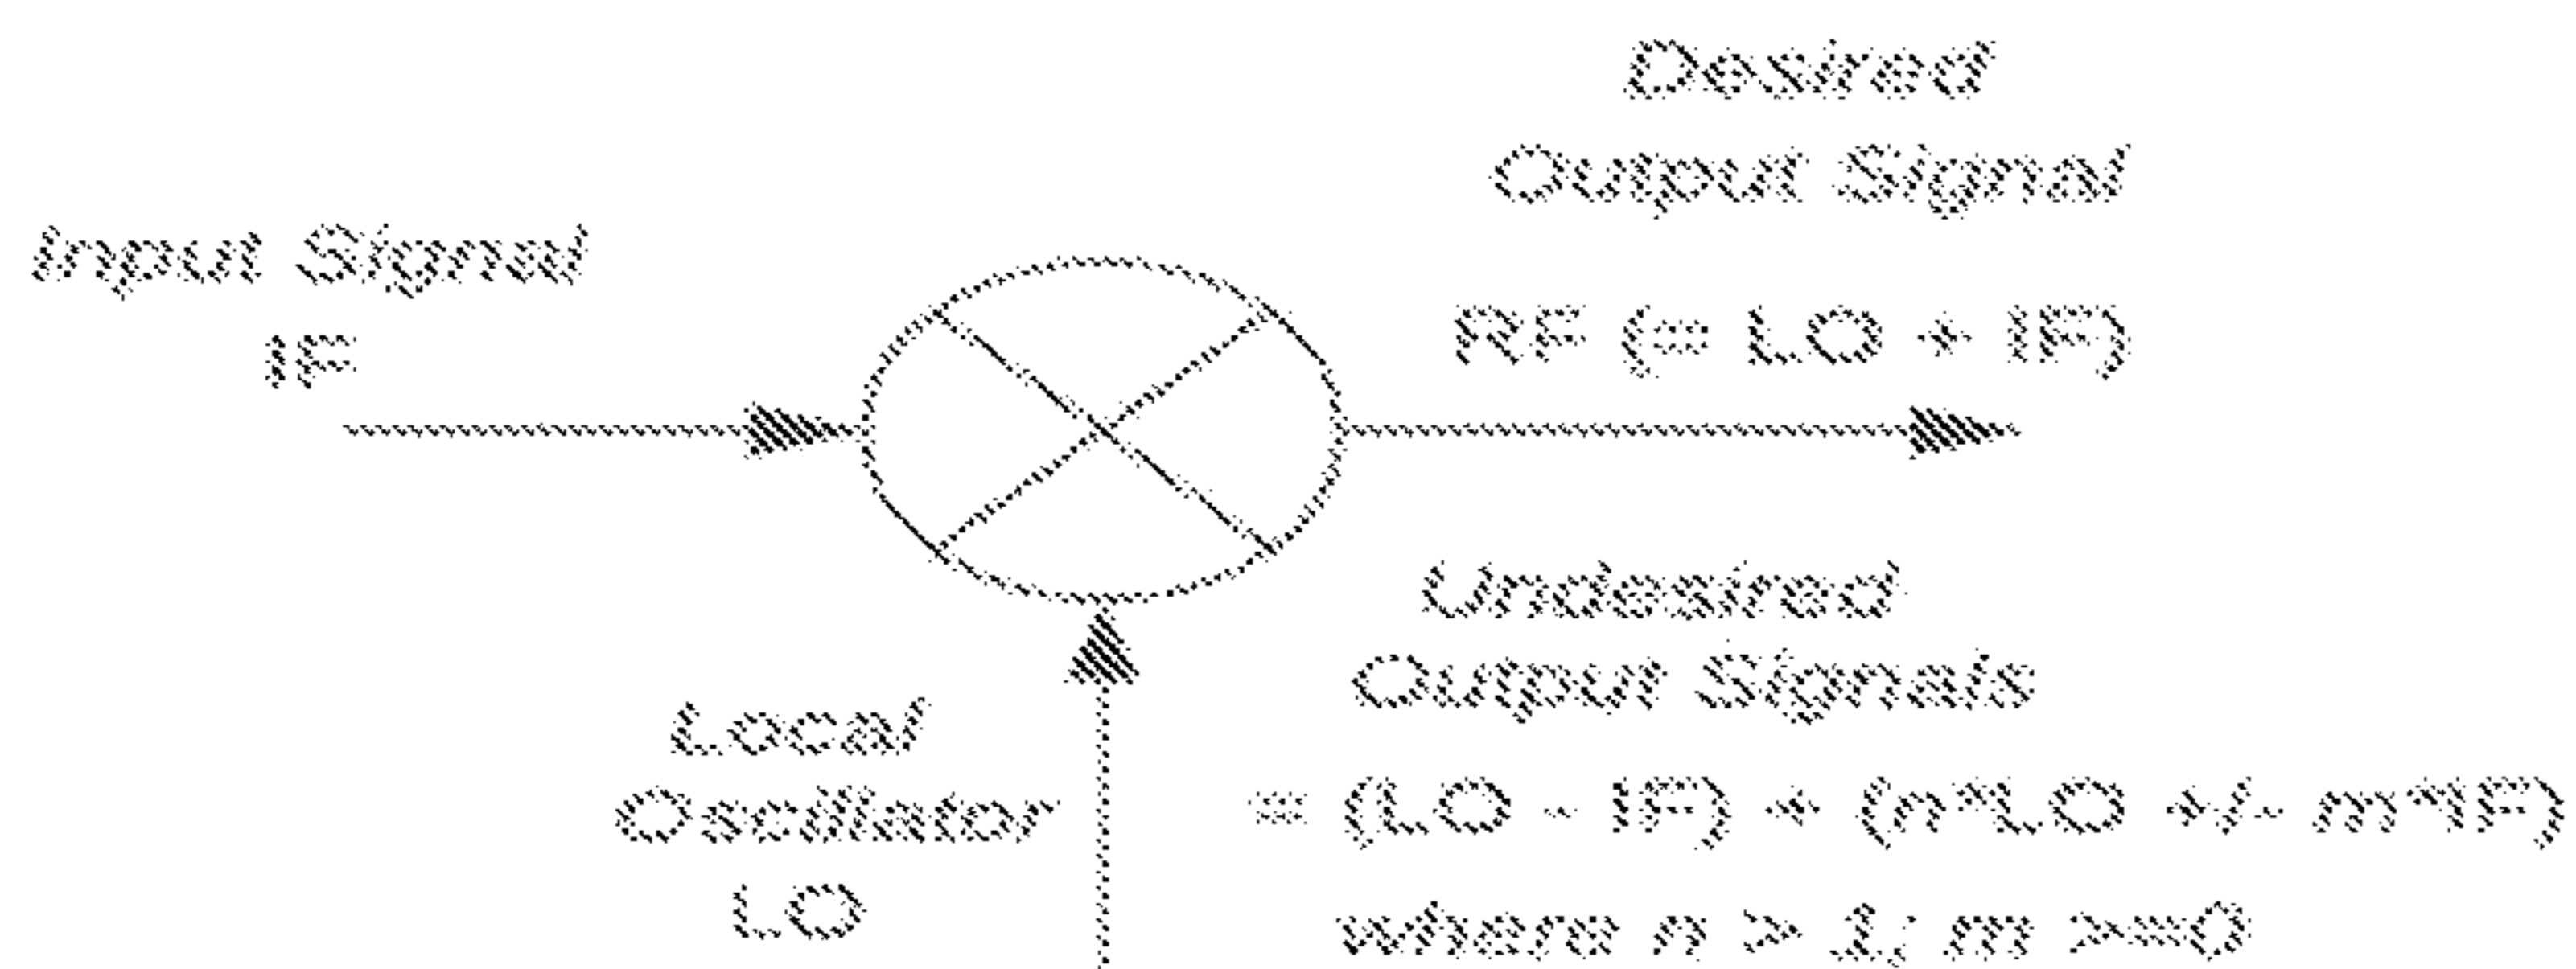 Input Signal
IF
Desired
Output Signal
RF (= LO + IF)
Local
Oscillator
LO
Undesired
Output Signals
= (LO - IF) + (n*LO +/- m*IF)
where n > 1; m >=0